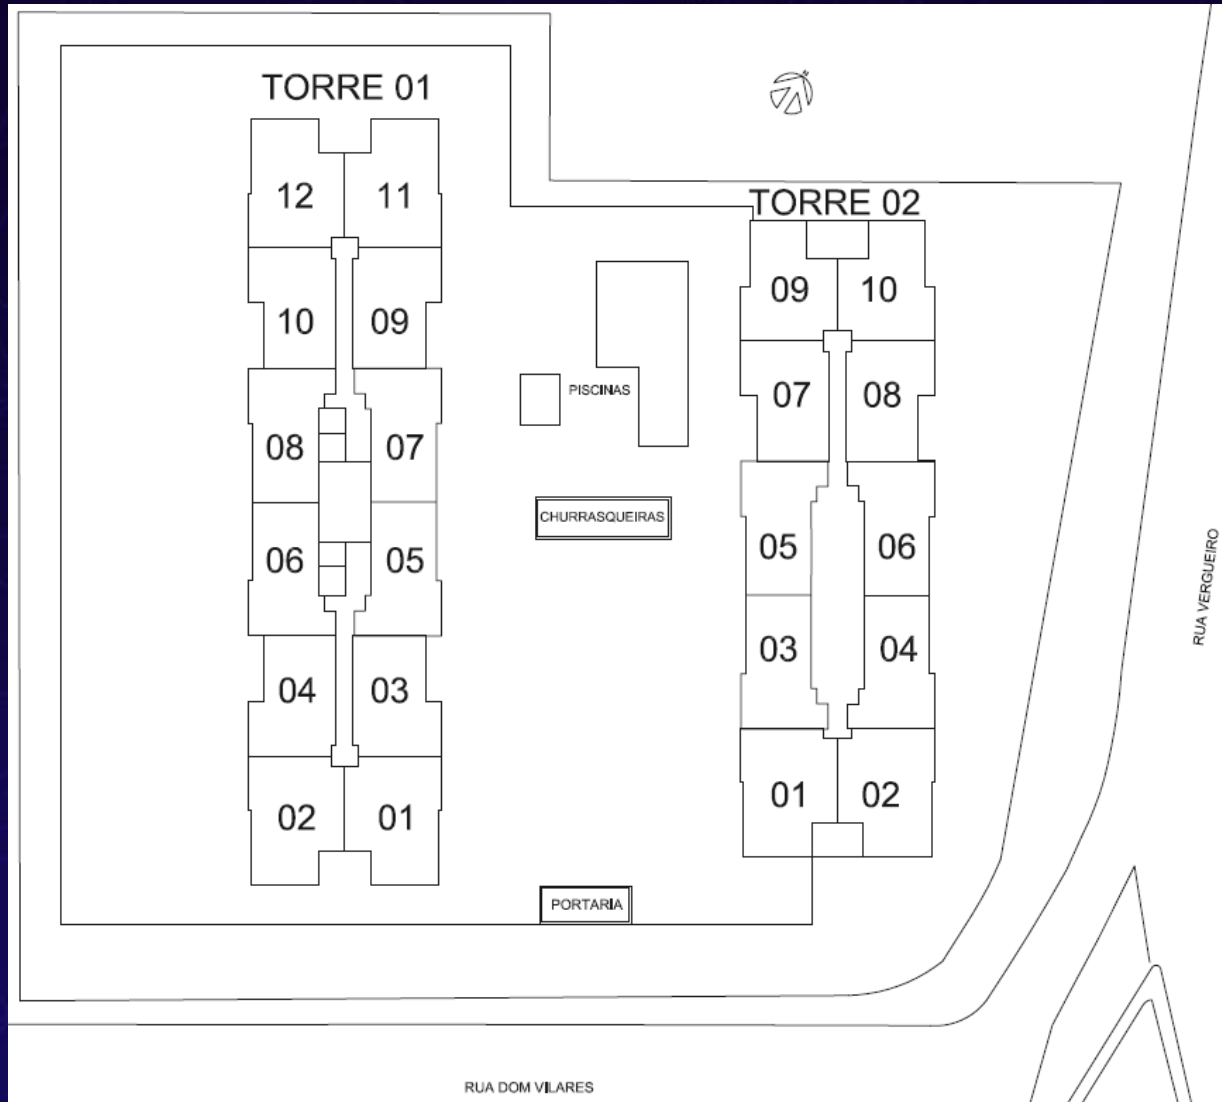 TORRE 01
12 11
10 09
08 07
06 05
04 03
02 01
N
TORRE 02
09 10
07 08
05 06
03 04
01 02
PISCINAS
CHURRASQUEIRAS
PORTARIA
RUA VERGUEIRO
RUA DOM VILARES